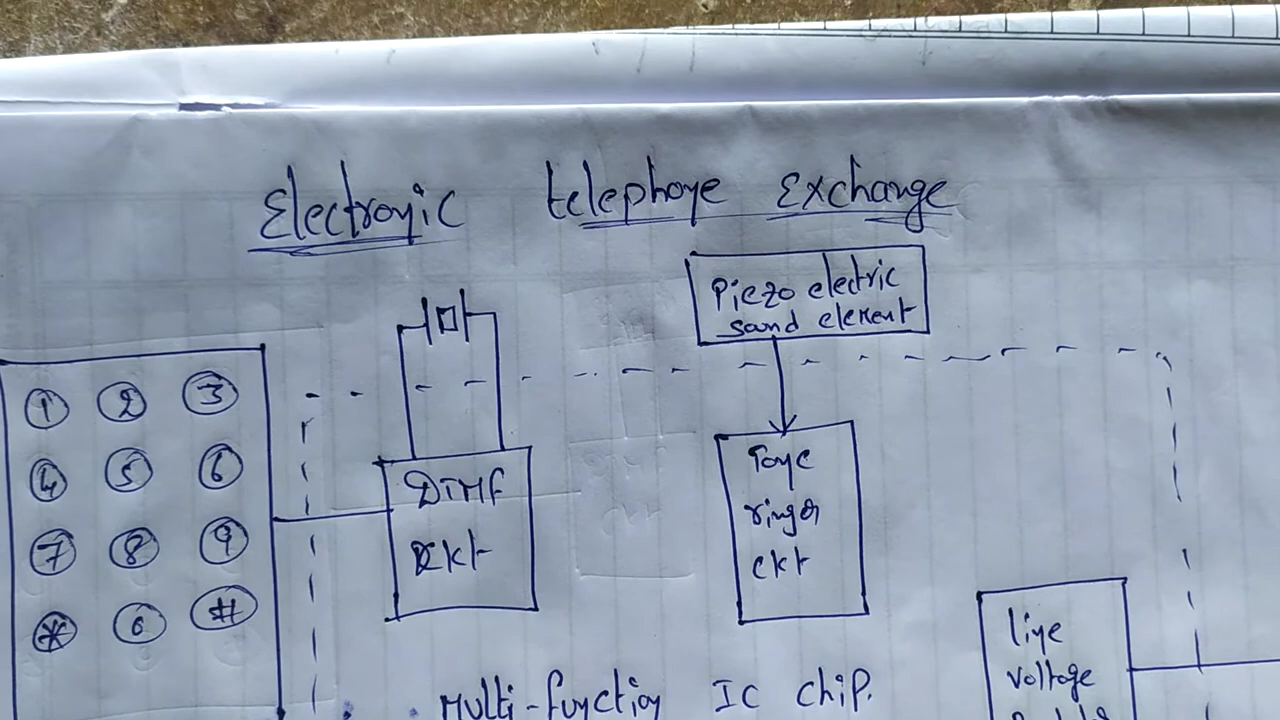 Electronic telephone Exchange
Piezo electric
sound element
1 2 3
4 5 6
7 8 9
* 0 #
DTMF
CKt
Tone
ringer
ckt
line
voltage
Multi-function IC chip.